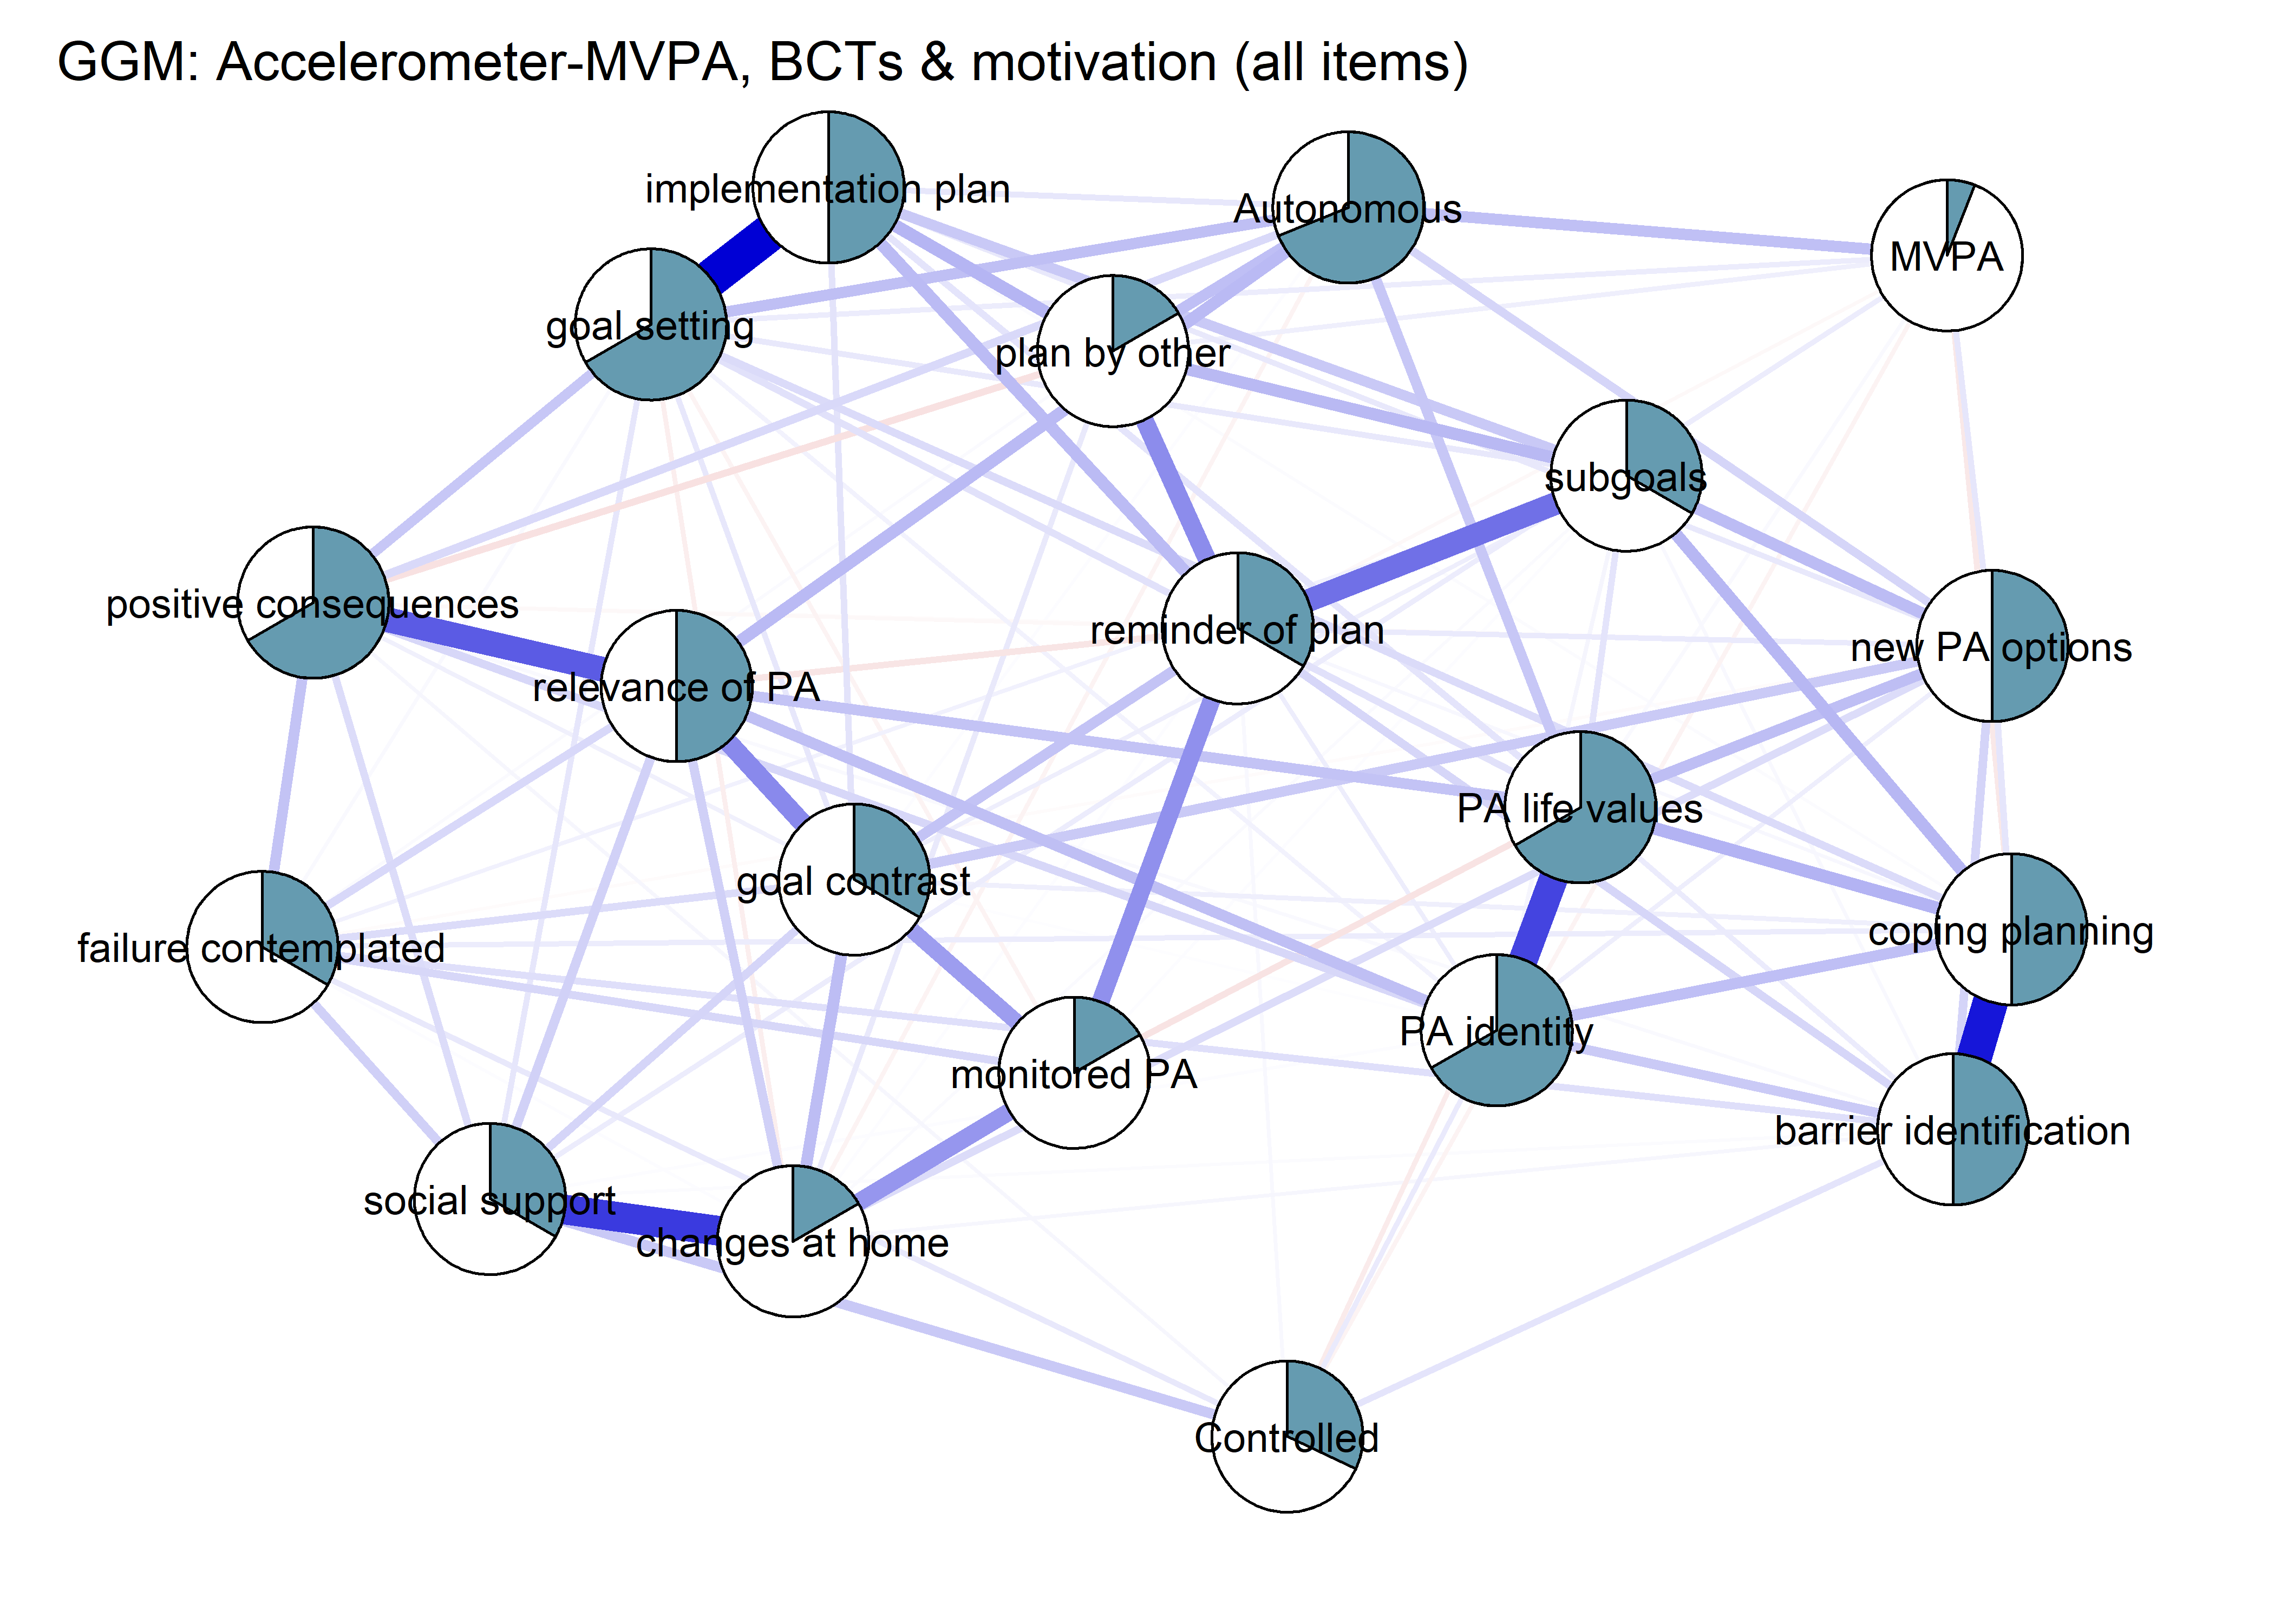 GGM: Accelerometer-MVPA, BCTs & motivation (all items)
implementation plan
Autonomous
MVPA
goal setting
plan by other
subgoals
positive consequences
reminder of plan
new PA options
relevance of PA
PA life values
goal contrast
coping planning
failure contemplated
PA identity
monitored PA
barrier identification
social support
changes at home
Controlled